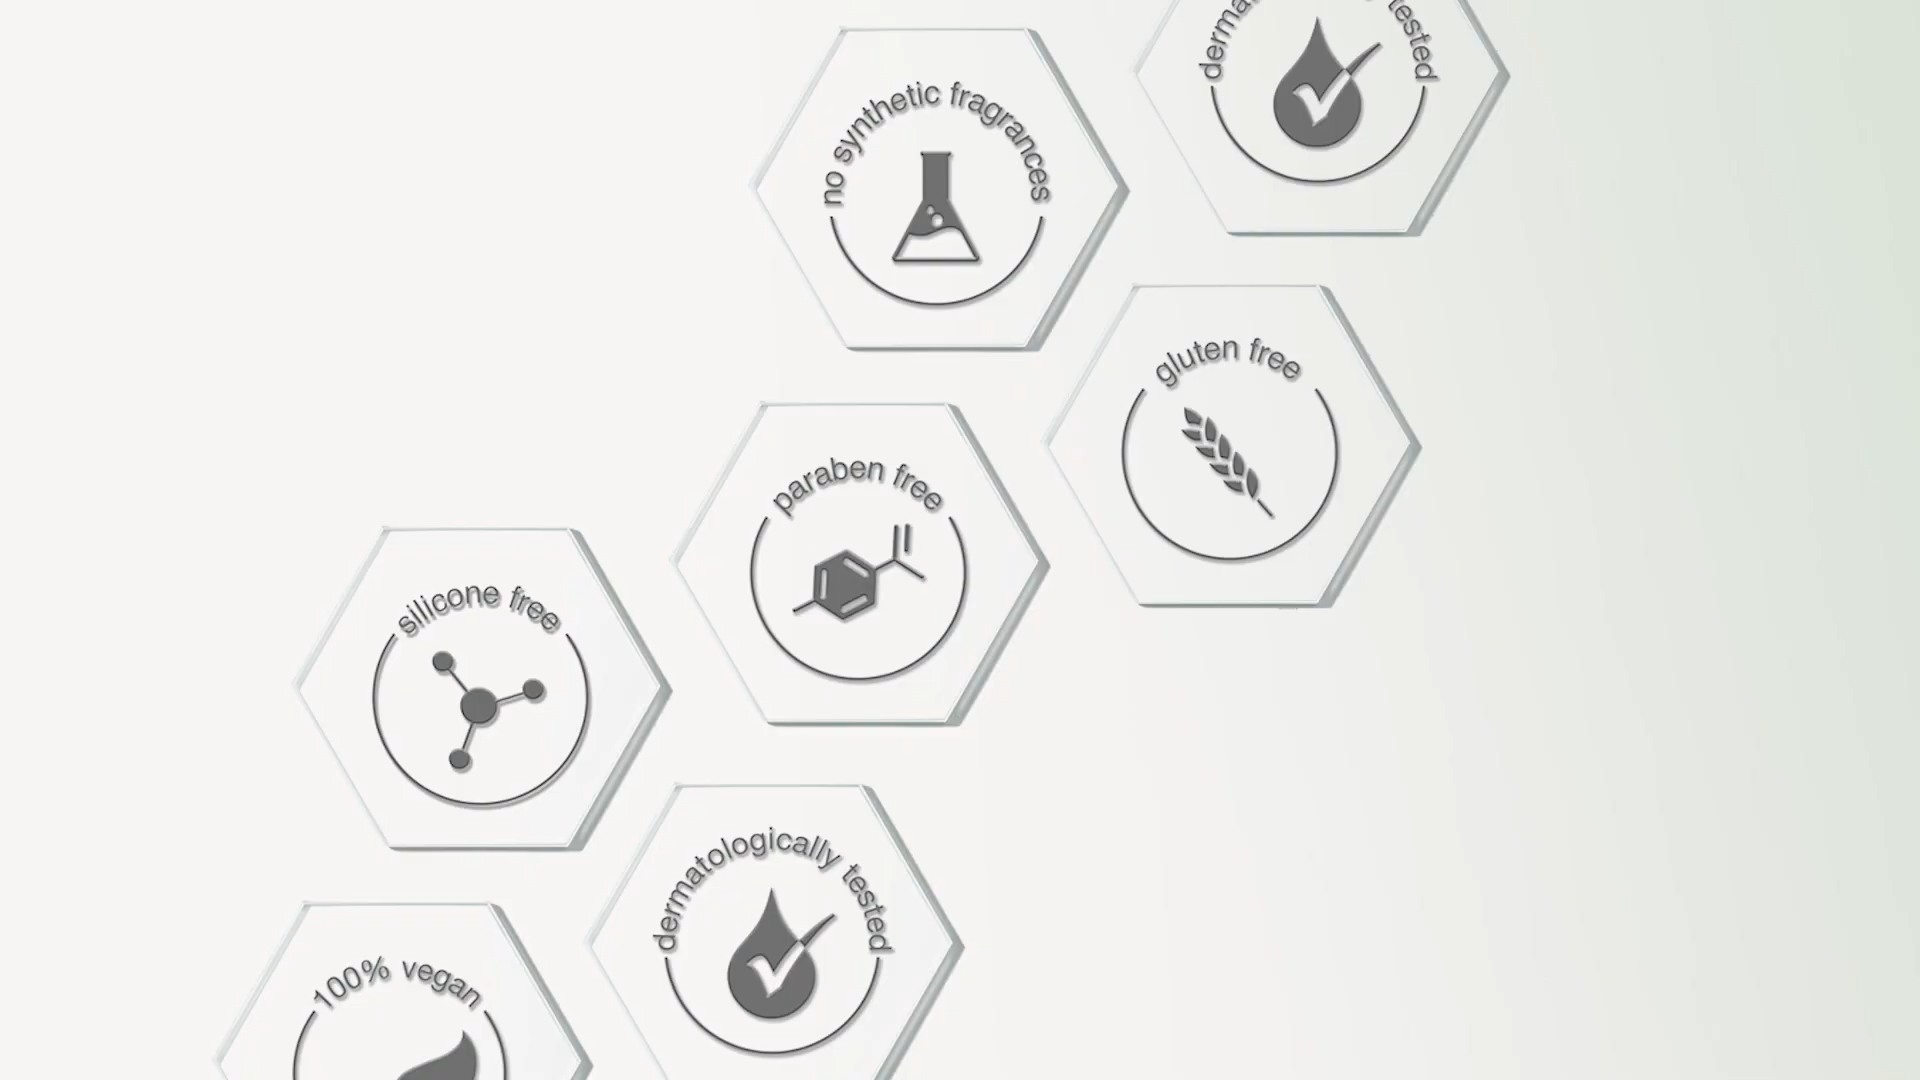 tested
no synthetic fragrances
gluten free
paraben free
silicone free
dermatologically tested
100% vegan